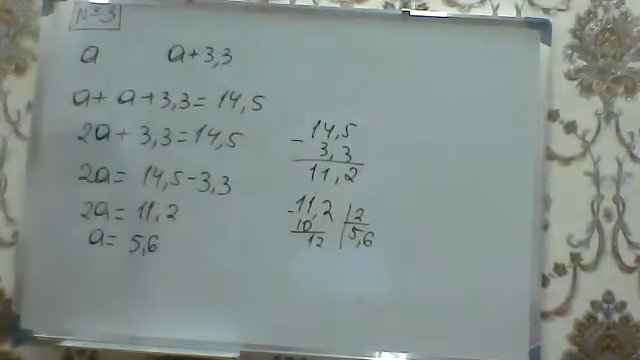 №3
a a+3,3
a+a+3,3=14,5
2a+3,3=14,5
2a=14,5-3,3
2a=11,2
a=5,6
-14,5
3,3
11,2
-11,2 | 2
10 | 5,6
12